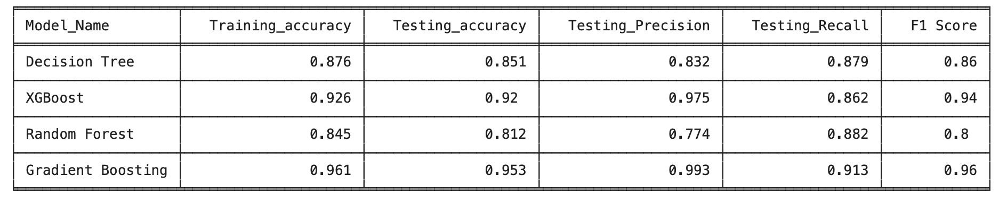 Model_Name Training_accuracy Testing_accuracy Testing_Precision Testing_Recall F1 Score
Decision Tree 0.876 0.851 0.832 0.879 0.86
XGBoost 0.926 0.92 0.975 0.862 0.94
Random Forest 0.845 0.812 0.774 0.882 0.8
Gradient Boosting 0.961 0.953 0.993 0.913 0.96